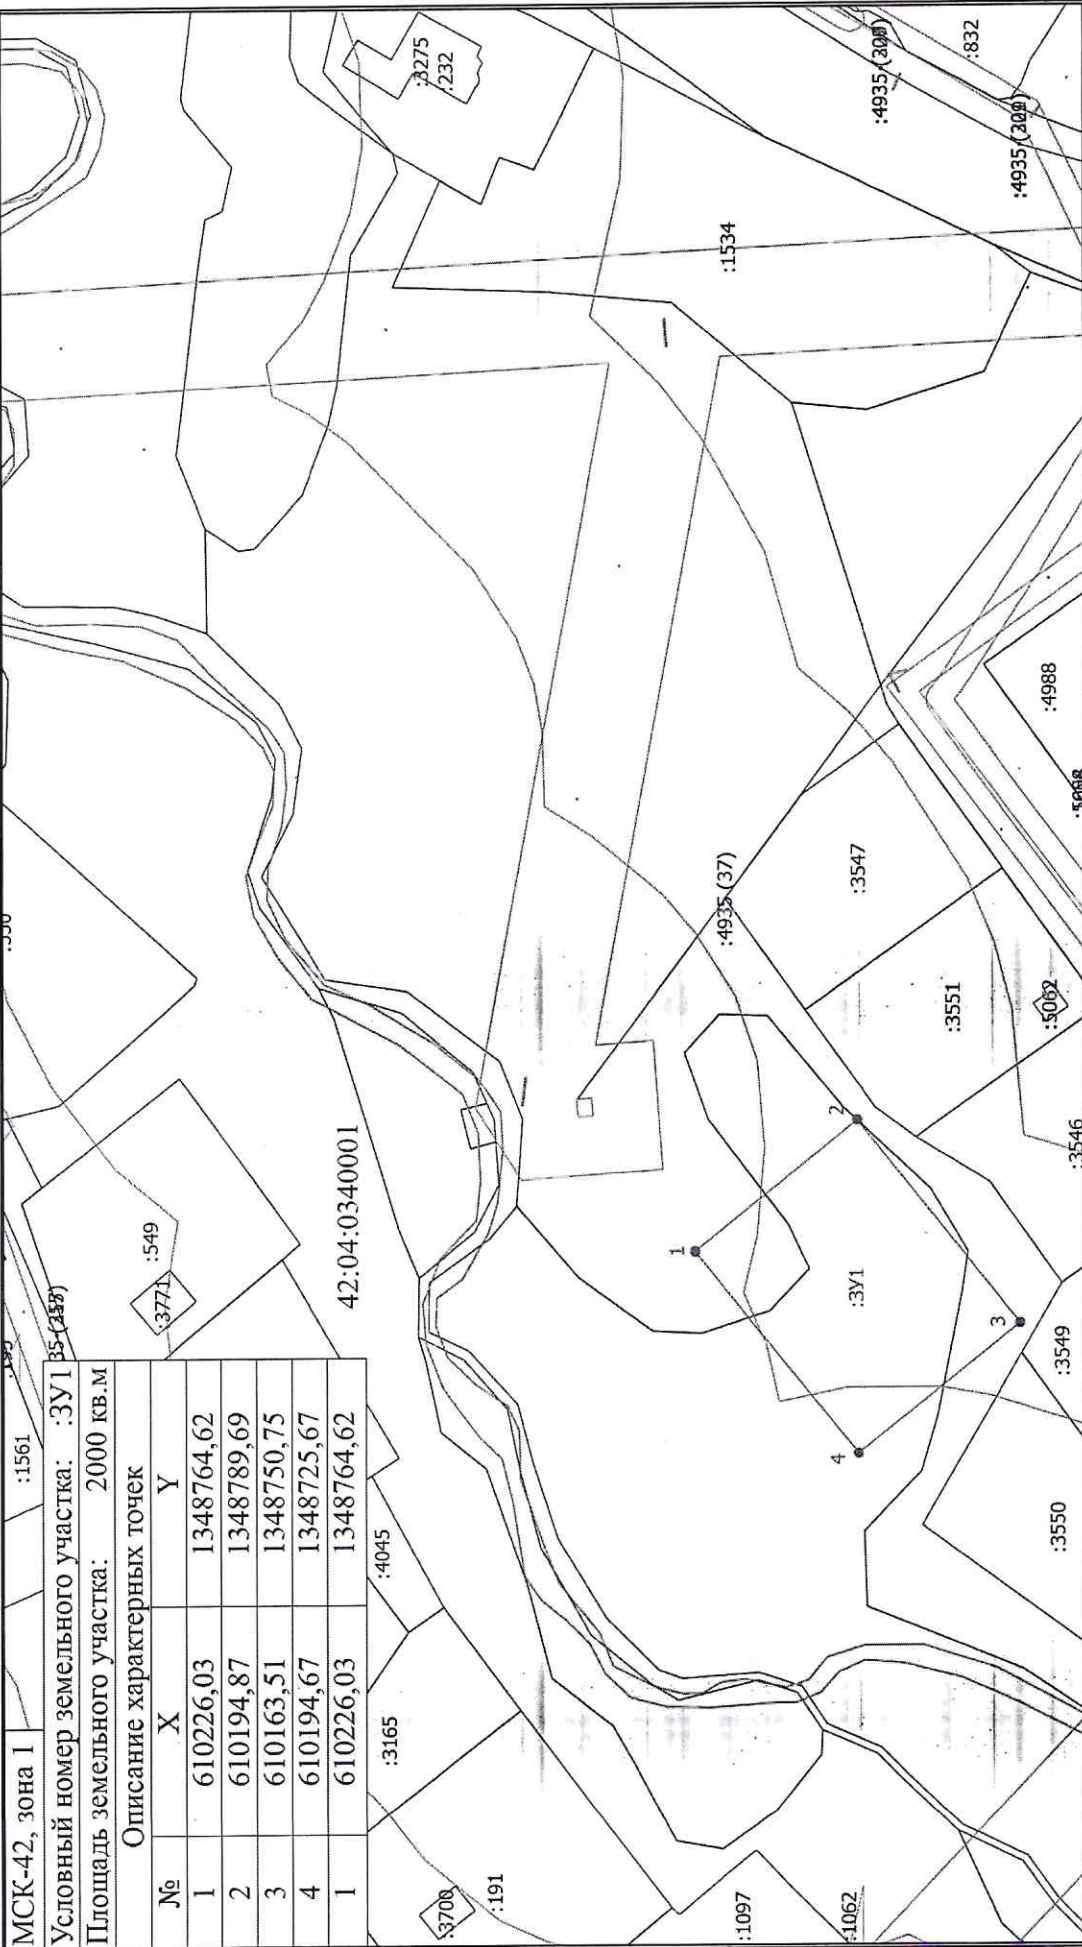 МСК-42, зона 1
Условный номер земельного участка: :ЗУ1
Площадь земельного участка: 2000 кв.м
Описание характерных точек
№ X Y
1 610226,03 1348764,62
2 610194,87 1348789,69
3 610163,51 1348750,75
4 610194,67 1348725,67
1 610226,03 1348764,62
:1561
:549
:3771
42:04:0340001
:4045
:3165
:3700
:191
:1097
:1062
:3275
:232
:832
:1534
:4988
:4935 (37)
:3547
:3551
:5062
:3546
:3549
:3550
:ЗУ1
1
2
3
4